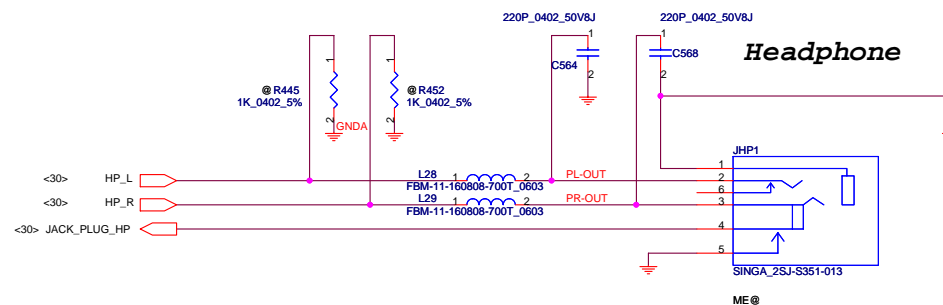 220P_0402_50V8J
220P_0402_50V8J
1
1
Headphone
C568
C564
1
1
2
2
@ R445
1K_0402_5%
@ R452
1K_0402_5%
2
2
GNDA
JHP1
1
<30> HP_L
L28
1
2
PL-OUT
2
FBM-11-160808-700T_0603
6
<30> HP_R
L29
1
2
PR-OUT
3
FBM-11-160808-700T_0603
<30> JACK_PLUG_HP
4
5
SINGA_2SJ-S351-013
ME@